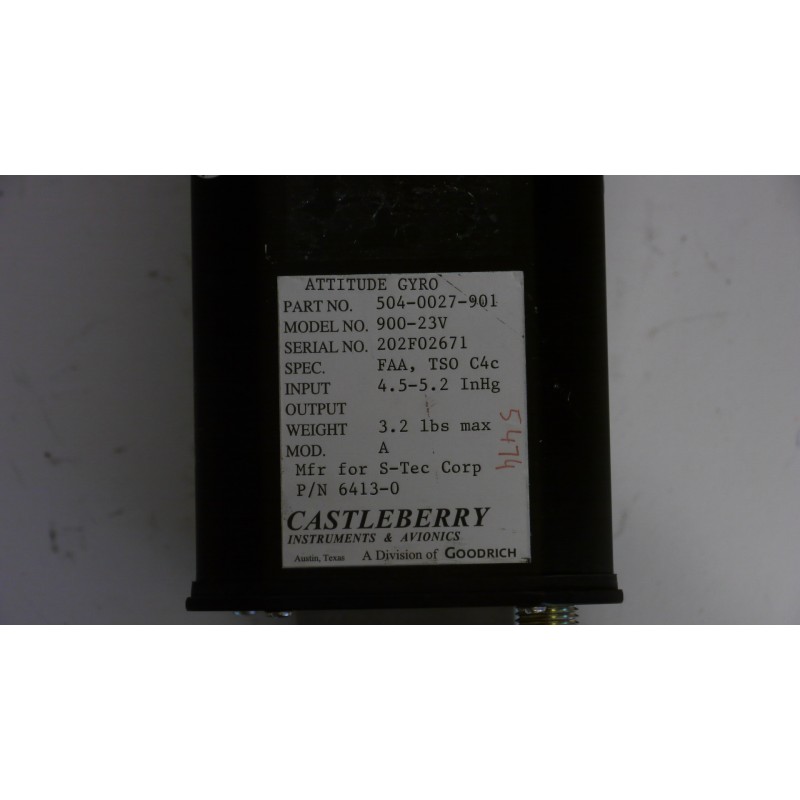 ATTITUDE GYRO
PART NO. 504-0027-901
MODEL NO. 900-23V
SERIAL NO. 202F02671
SPEC. FAA, TSO C4c
INPUT 4.5-5.2 InHg
OUTPUT
WEIGHT 3.2 lbs max
MOD. A
Mfr for S-Tec Corp
P/N 6413-0
CASTLEBERRY
INSTRUMENTS & AVIONICS
Austin, Texas A Division of GOODRICH
5474